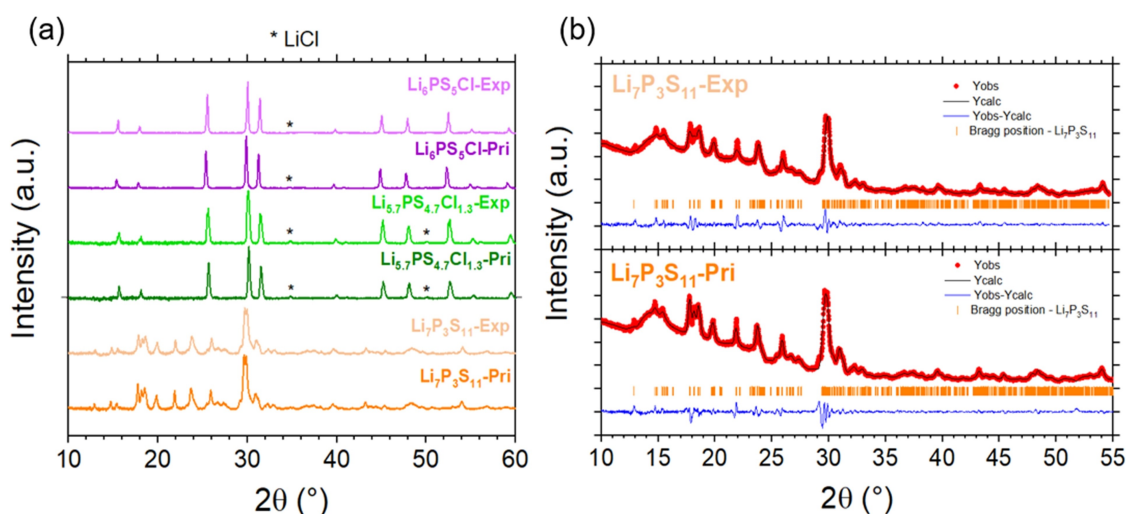 (a)
* LiCl
Li₆PS₅Cl-Exp
*
Li₆PS₅Cl-Pri
*
Li₅.₇PS₄.₇Cl₁.₃-Exp
* *
Li₅.₇PS₄.₇Cl₁.₃-Pri
* *
Li₇P₃S₁₁-Exp
Li₇P₃S₁₁-Pri
Intensity (a.u.)
10 20 30 40 50 60
2θ (°)
(b)
Li₇P₃S₁₁-Exp
Yobs
Ycalc
Yobs-Ycalc
Bragg position - Li₇P₃S₁₁
Li₇P₃S₁₁-Pri
Yobs
Ycalc
Yobs-Ycalc
Bragg position - Li₇P₃S₁₁
Intensity (a.u.)
10 15 20 25 30 35 40 45 50 55
2θ (°)